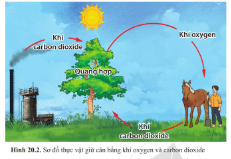 Khí
carbon dioxide
Khí oxygen
Quang hợp
Khí
carbon dioxide
Hình 20.2. Sơ đồ thực vật giữ cân bằng khí oxygen và carbon dioxide